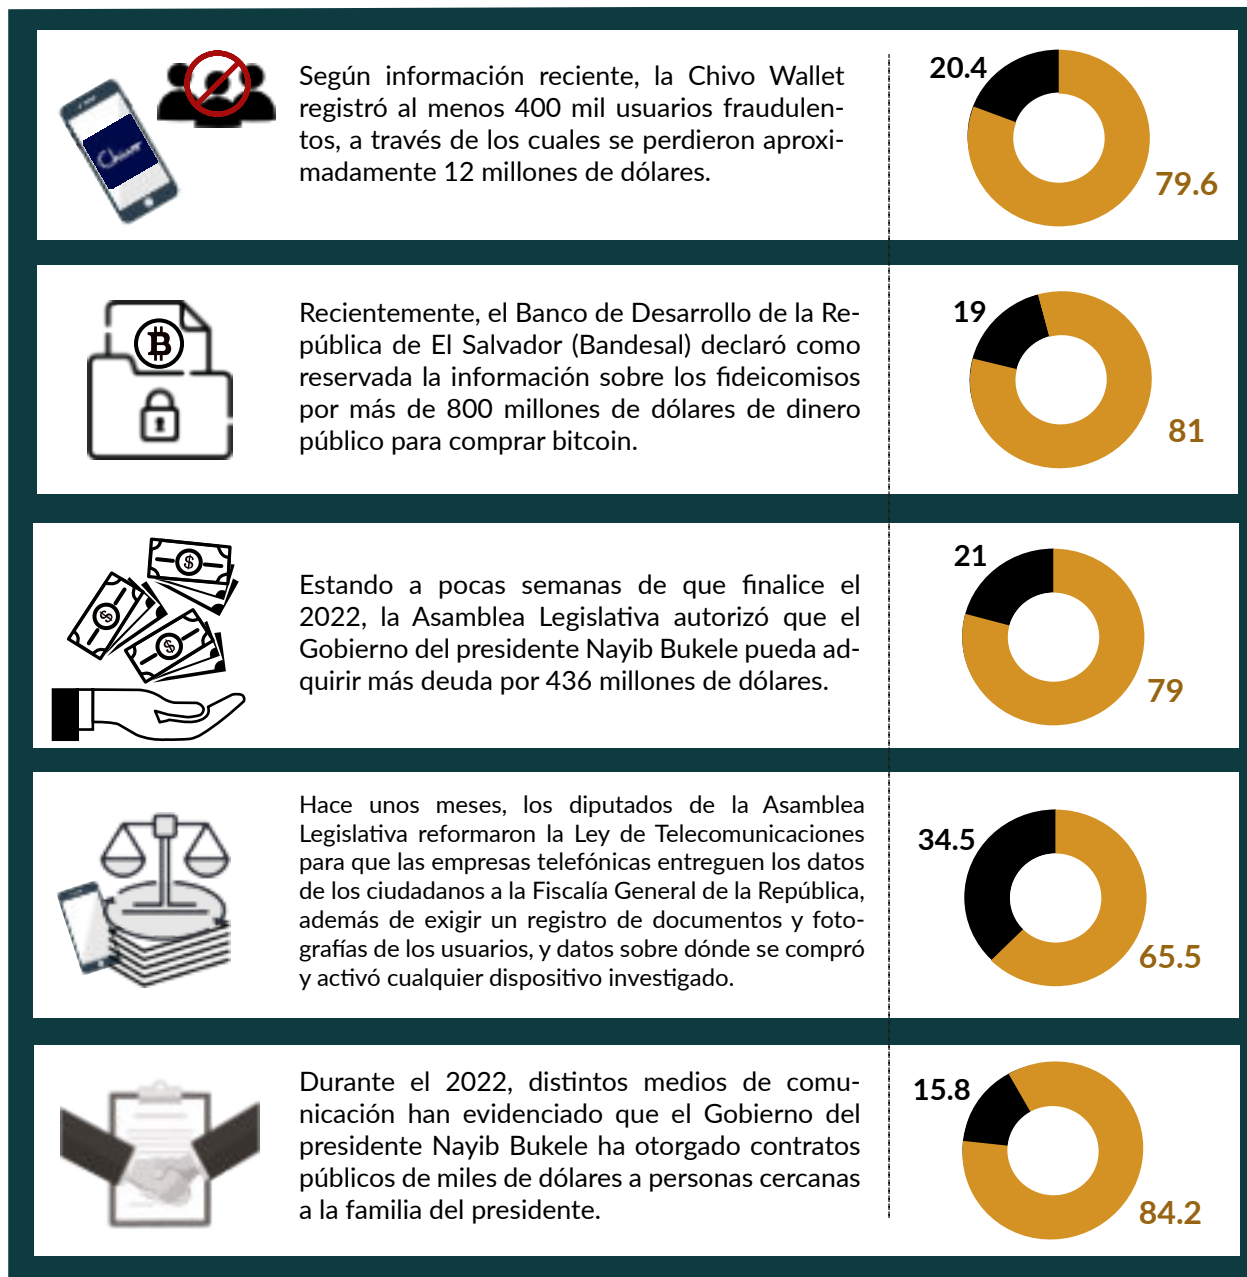 Según información reciente, la Chivo Wallet
registró al menos 400 mil usuarios fraudulen-
tos, a través de los cuales se perdieron aproxi-
madamente 12 millones de dólares.
Chivo
20.4
79.6
Recientemente, el Banco de Desarrollo de la Re-
pública de El Salvador (Bandesal) declaró como
reservada la información sobre los fideicomisos
por más de 800 millones de dólares de dinero
público para comprar bitcoin.
19
81
Estando a pocas semanas de que finalice el
2022, la Asamblea Legislativa autorizó que el
Gobierno del presidente Nayib Bukele pueda ad-
quirir más deuda por 436 millones de dólares.
$
$
$
21
79
Hace unos meses, los diputados de la Asamblea
Legislativa reformaron la Ley de Telecomunicaciones
para que las empresas telefónicas entreguen los datos
de los ciudadanos a la Fiscalía General de la República,
además de exigir un registro de documentos y foto-
grafías de los usuarios, y datos sobre dónde se compró
y activó cualquier dispositivo investigado.
34.5
65.5
Durante el 2022, distintos medios de comu-
nicación han evidenciado que el Gobierno del
presidente Nayib Bukele ha otorgado contratos
públicos de miles de dólares a personas cercanas
a la familia del presidente.
15.8
84.2